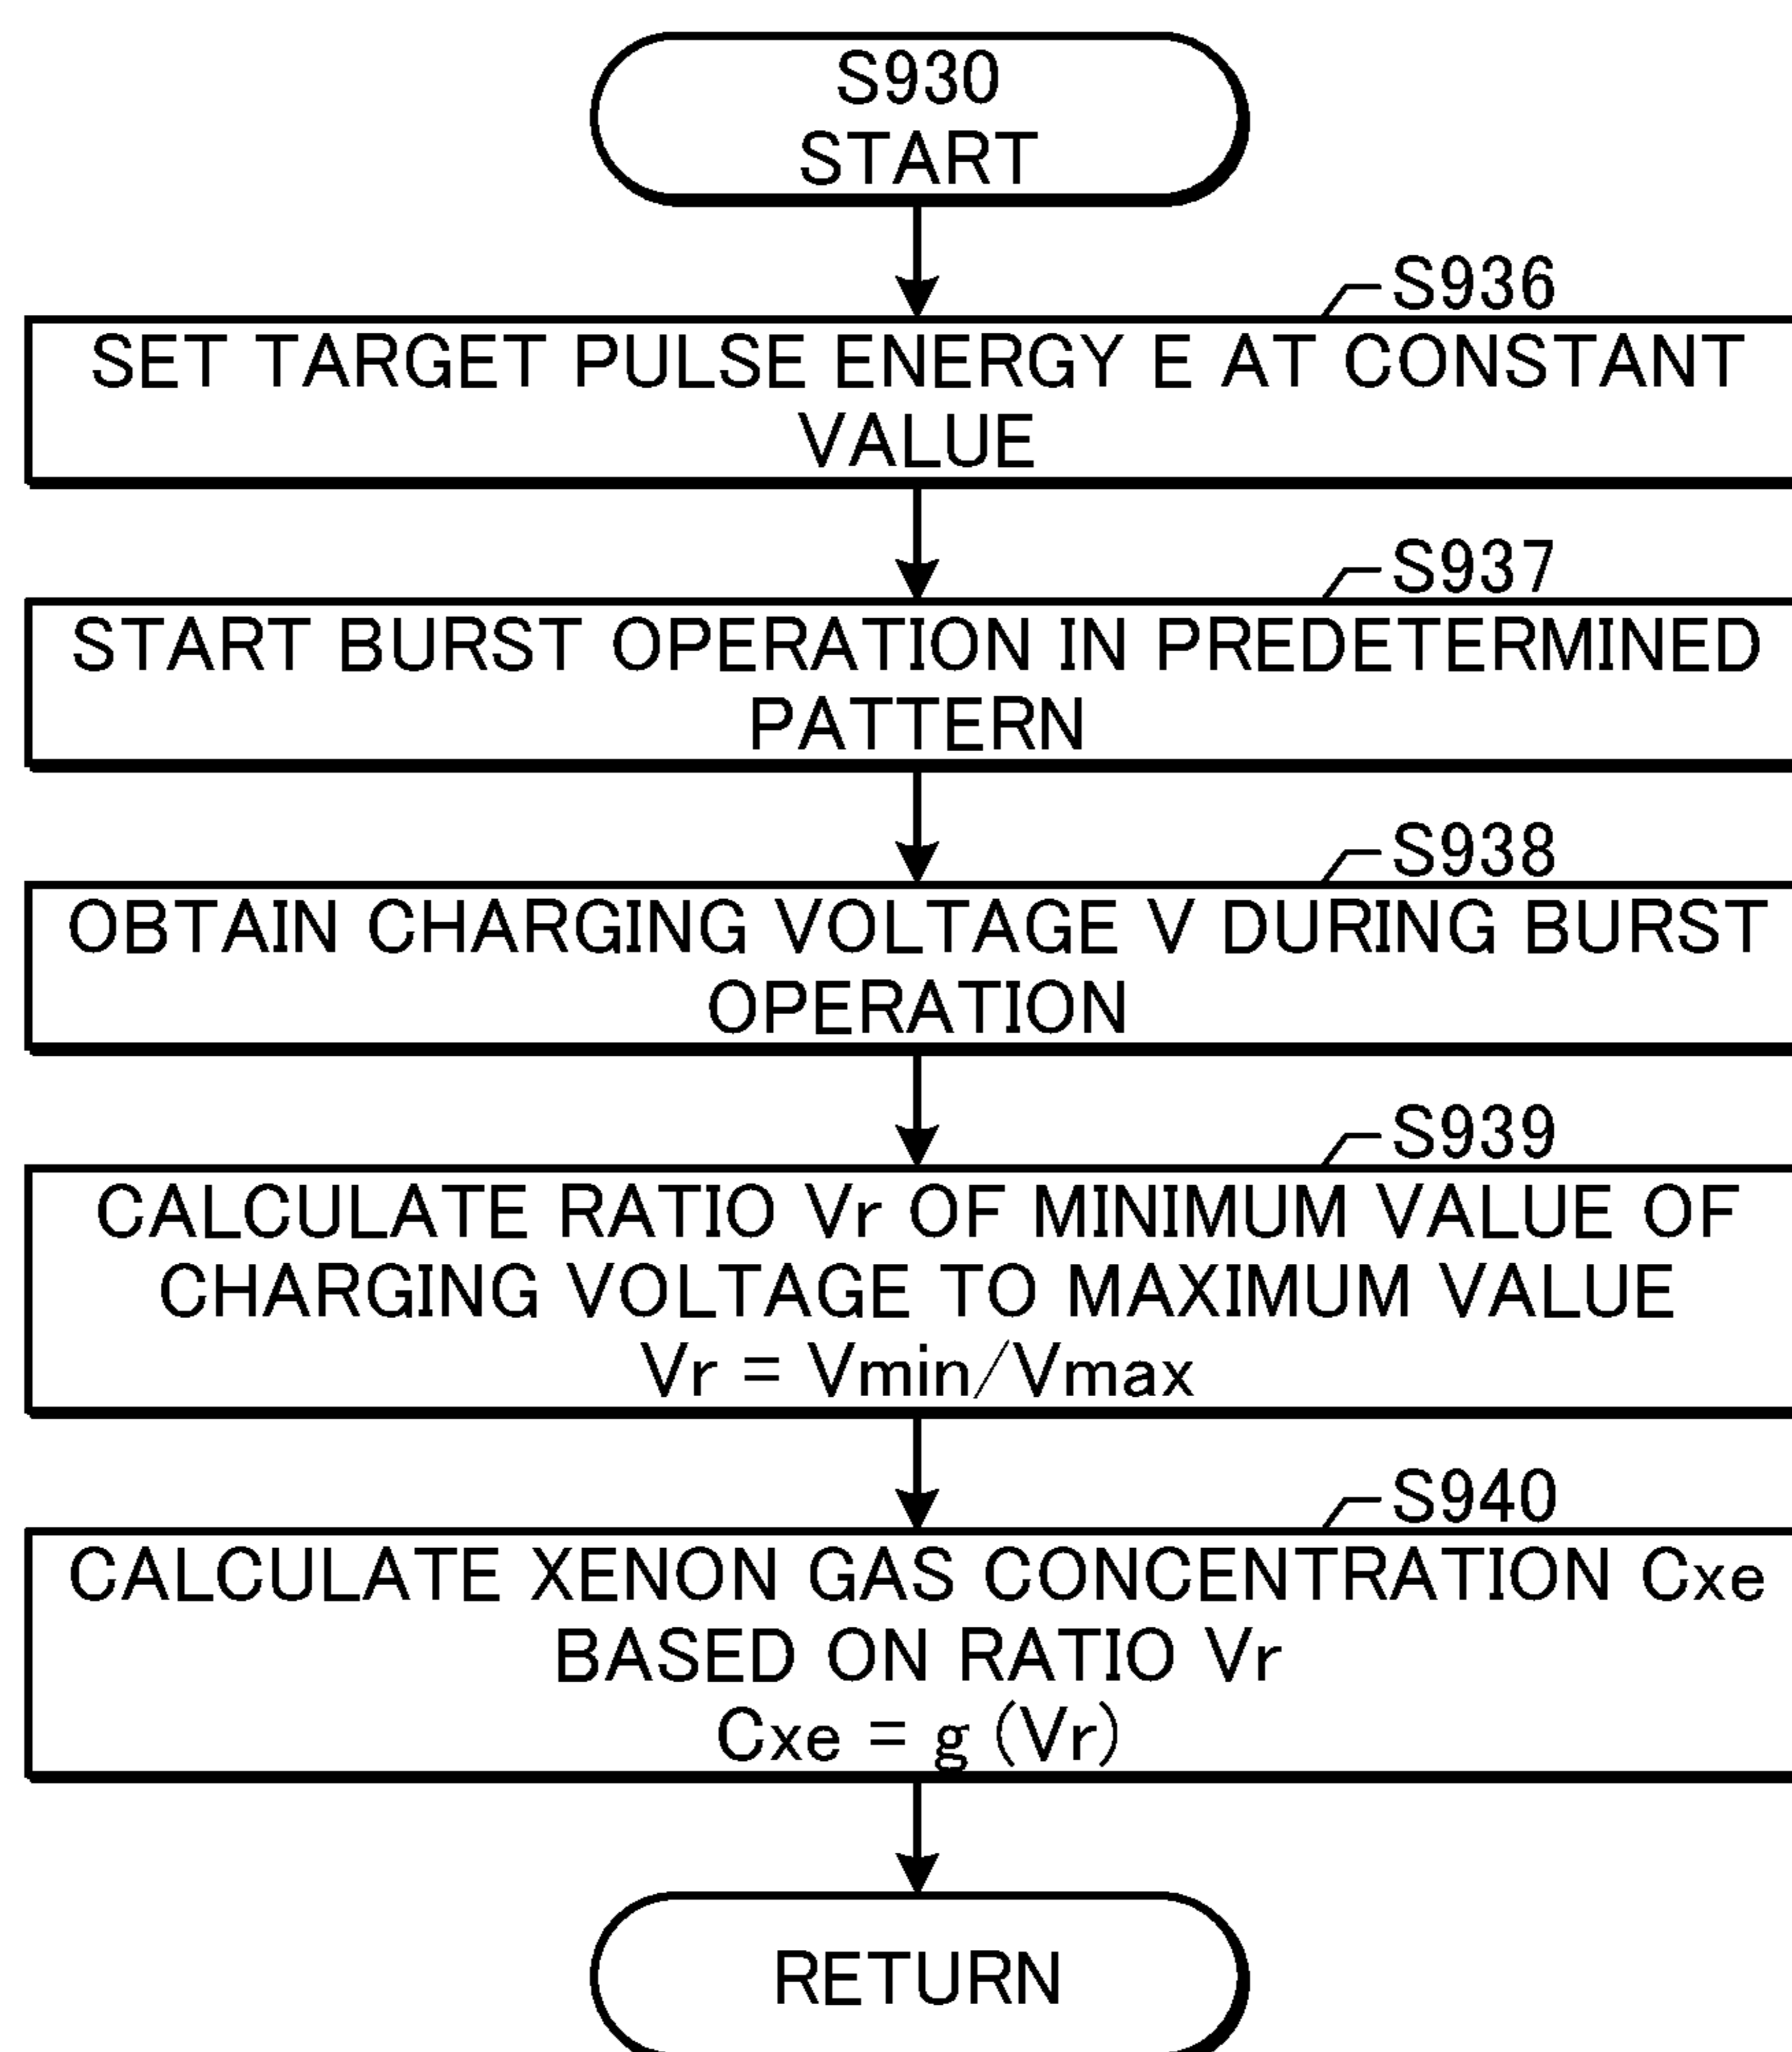 S930
START
S936
SET TARGET PULSE ENERGY E AT CONSTANT
VALUE
S937
START BURST OPERATION IN PREDETERMINED
PATTERN
S938
OBTAIN CHARGING VOLTAGE V DURING BURST
OPERATION
S939
CALCULATE RATIO Vr OF MINIMUM VALUE OF
CHARGING VOLTAGE TO MAXIMUM VALUE
Vr = Vmin/Vmax
S940
CALCULATE XENON GAS CONCENTRATION Cxe
BASED ON RATIO Vr
Cxe = g (Vr)
RETURN